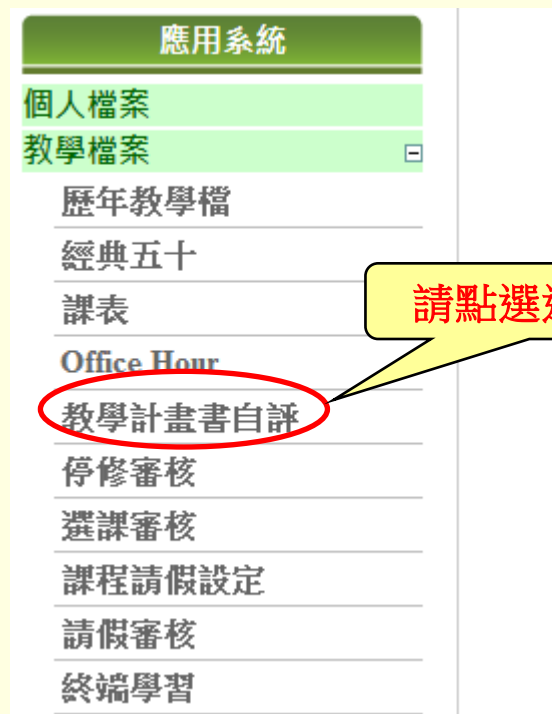 應用系統
個人檔案
教學檔案
歷年教學檔
經典五十
課表
請點選
Office Hour
教學計畫書自評
停修審核
選課審核
課程請假設定
請假審核
終端學習